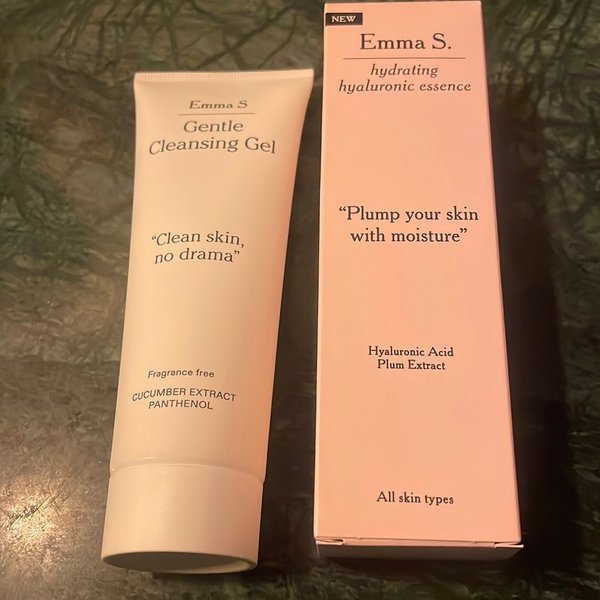 Emma S
Gentle
Cleansing Gel
“Clean skin,
no drama”
Fragrance free
CUCUMBER EXTRACT
PANTHENOL
NEW
Emma S.
hydrating
hyaluronic essence
“Plump your skin
with moisture”
Hyaluronic Acid
Plum Extract
All skin types